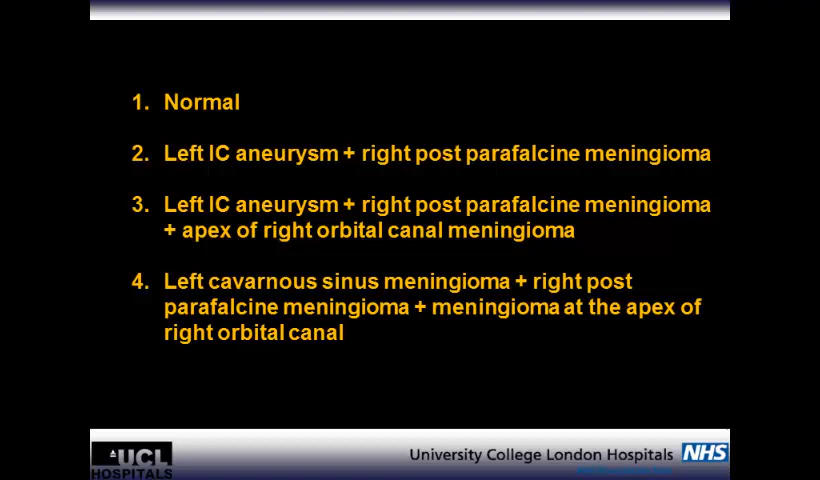 1. Normal
2. Left IC aneurysm + right post parafalcine meningioma
3. Left IC aneurysm + right post parafalcine meningioma
+ apex of right orbital canal meningioma
4. Left cavarnous sinus meningioma + right post
parafalcine meningioma + meningioma at the apex of
right orbital canal
UCL
HOSPITALS
University College London Hospitals NHS